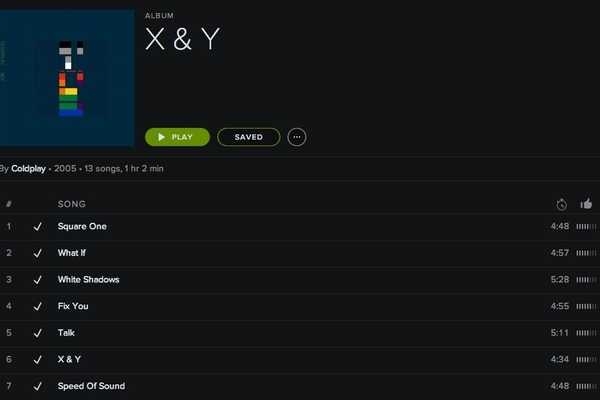 ALBUM
X & Y
PLAY SAVED
By Coldplay • 2005 • 13 songs, 1 hr 2 min
# SONG
1 Square One 4:48
2 What If 4:57
3 White Shadows 5:28
4 Fix You 4:55
5 Talk 5:11
6 X & Y 4:34
7 Speed Of Sound 4:48